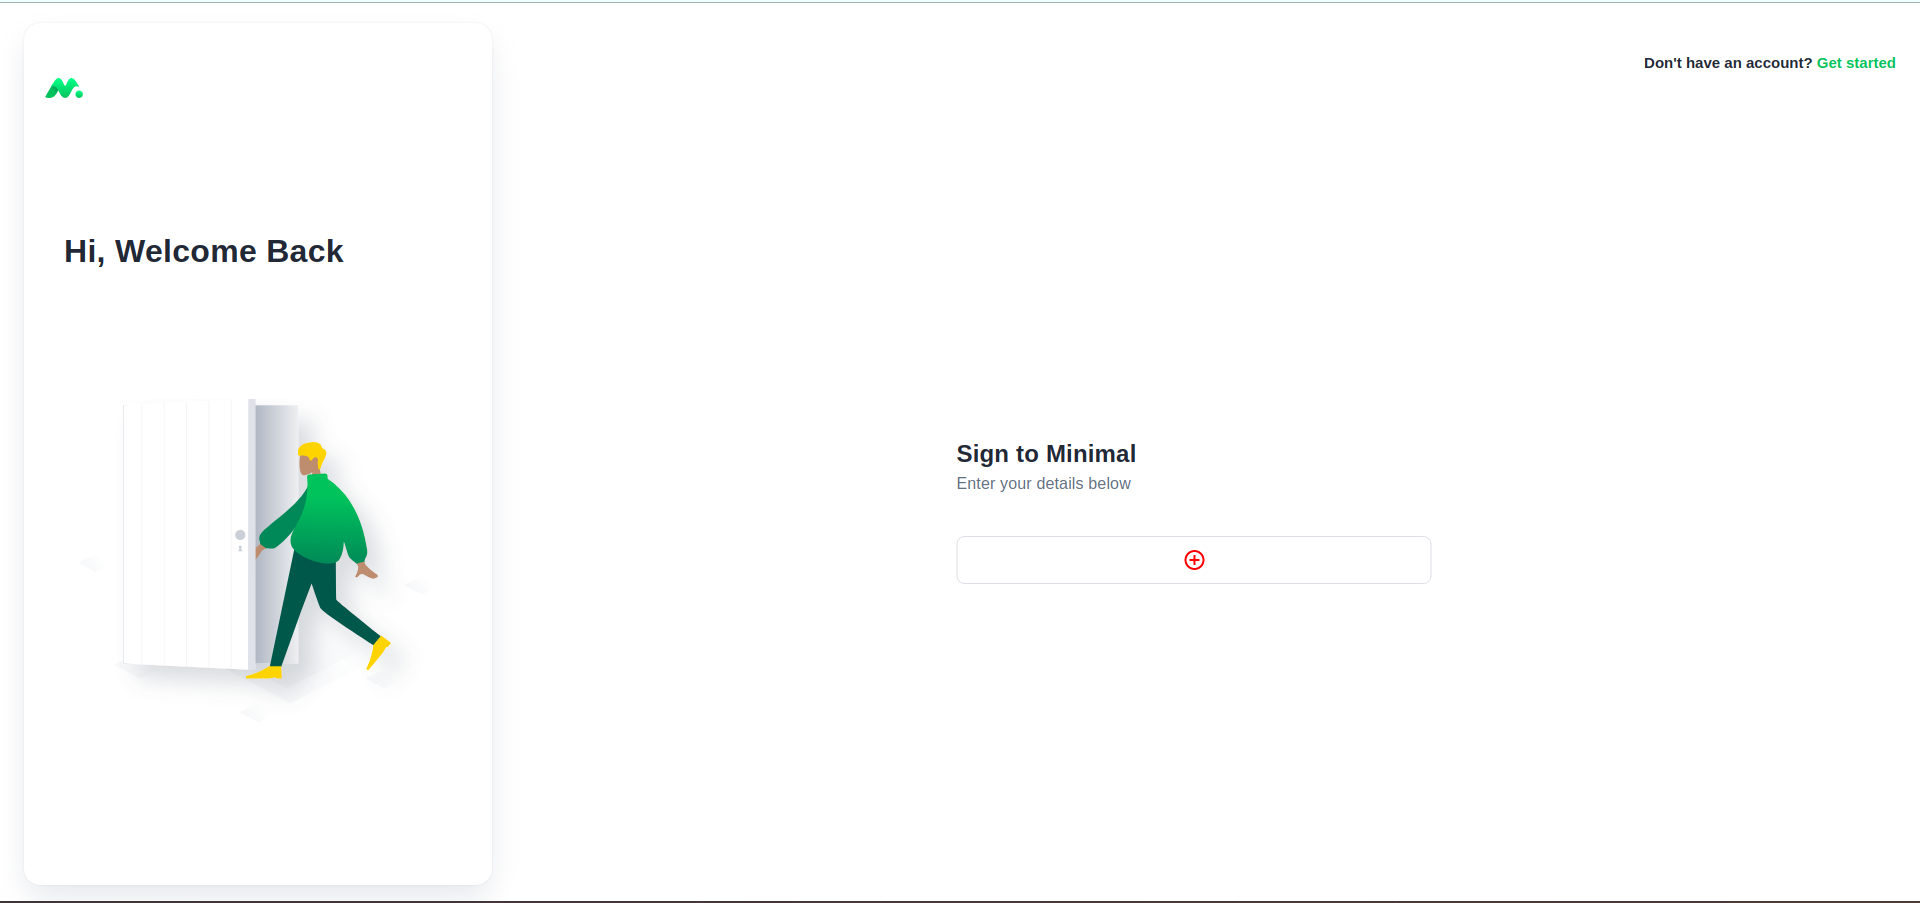 Don't have an account? Get started
Hi, Welcome Back
Sign to Minimal
Enter your details below